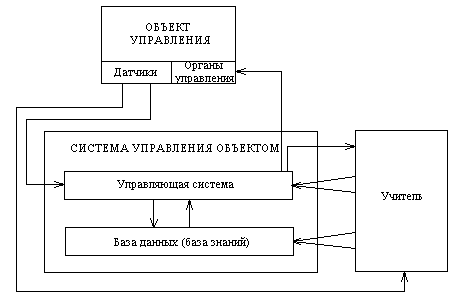 ОБЪЕКТ
УПРАВЛЕНИЯ
Датчики
Органы
управления
СИСТЕМА УПРАВЛЕНИЯ ОБЪЕКТОМ
Управляющая система
Учитель
База данных (база знаний)